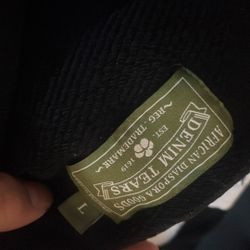 AFRICAN DIASPORA GOODS
DENIM TEARS
EST. 1619
~ REG. TRADEMARK ~
L